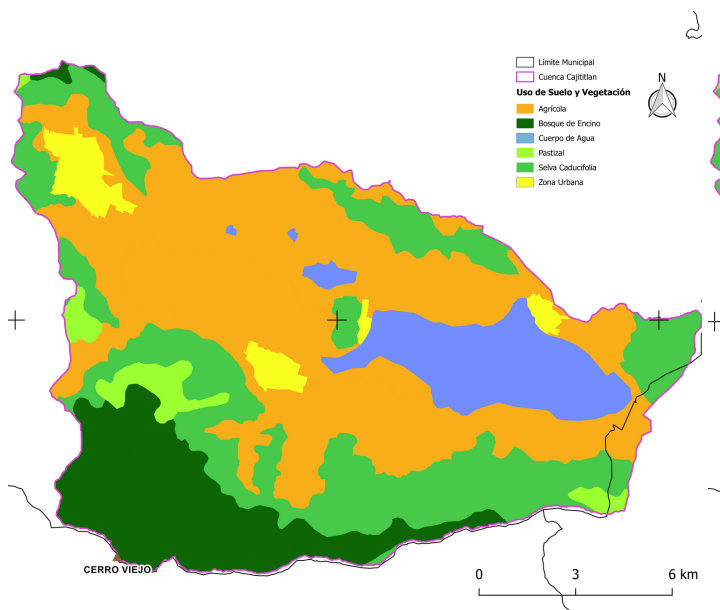 Límite Municipal
Cuenca Cajititlan
Uso de Suelo y Vegetación
Agrícola
Bosque de Encino
Cuerpo de Agua
Pastizal
Selva Caducifolia
Zona Urbana
N
CERRO VIEJO
0 3 6 km